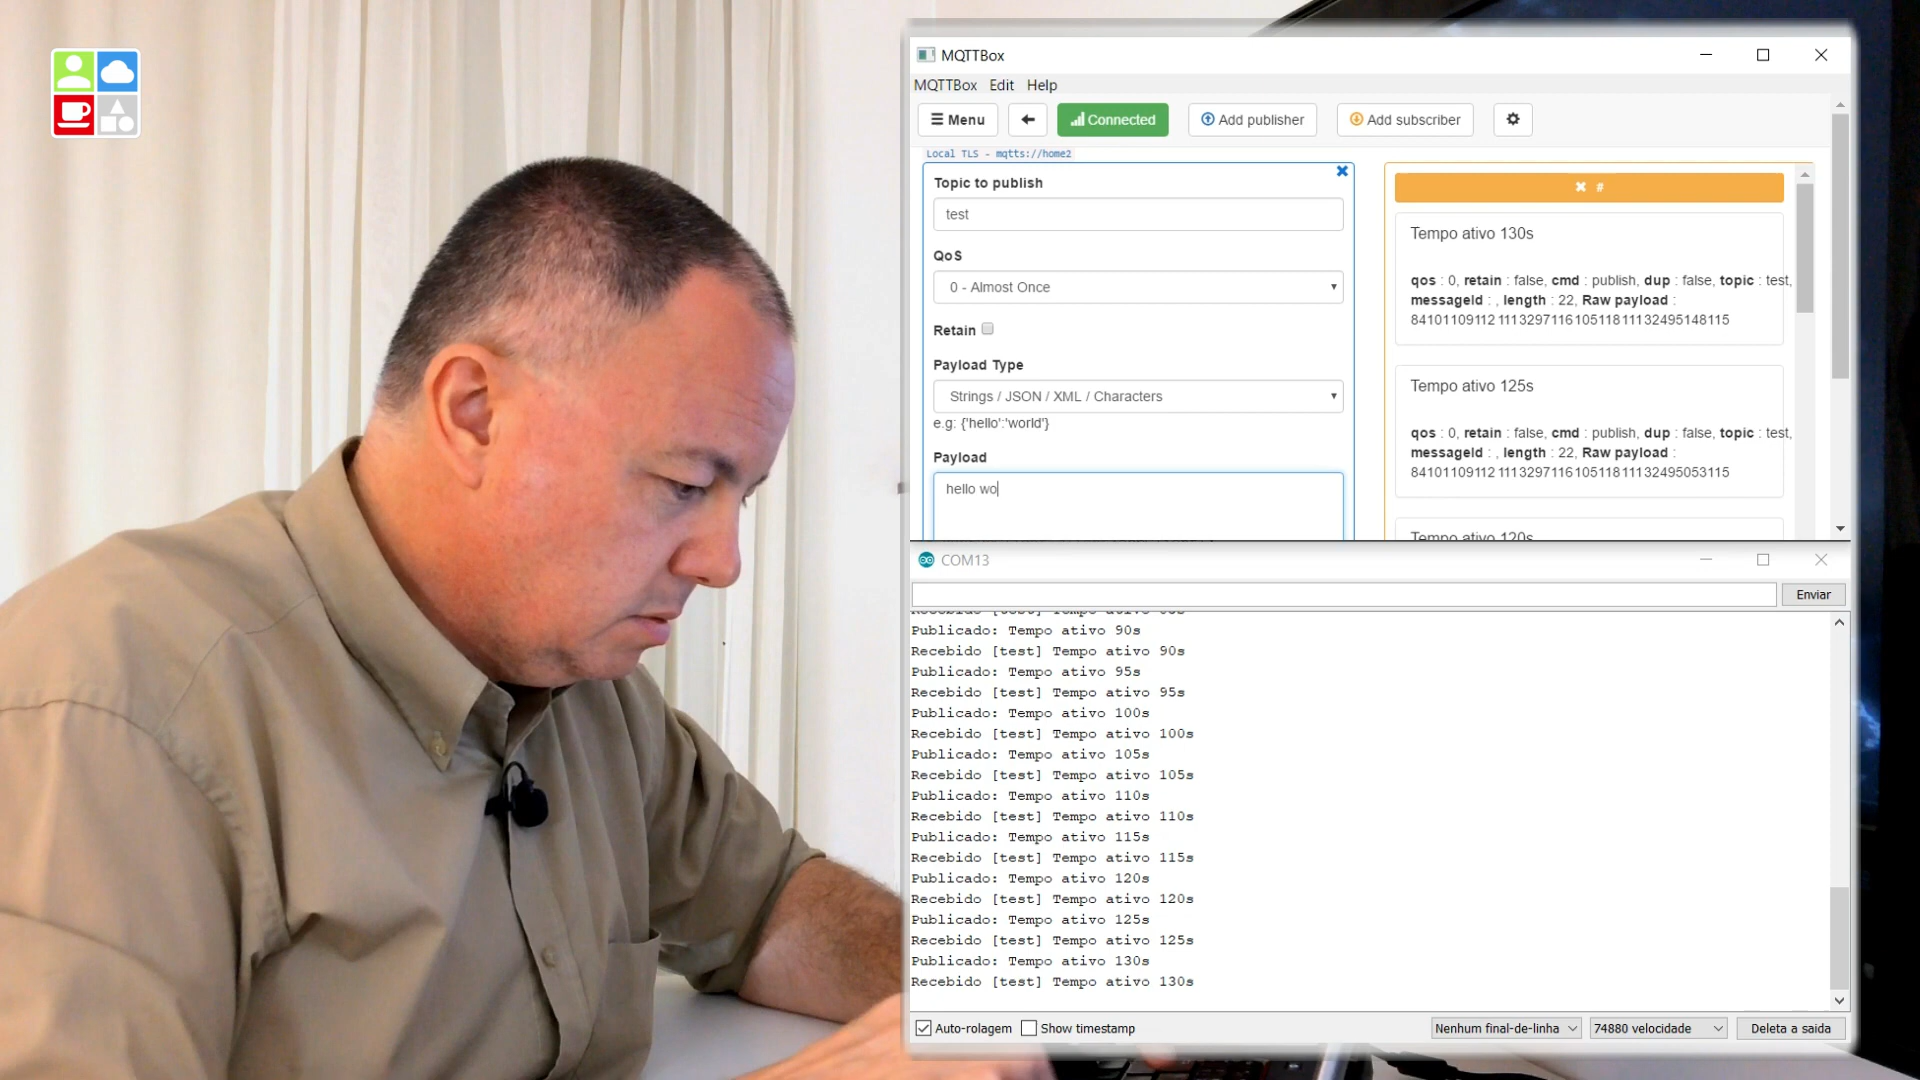 MQTTBox
MQTTBox Edit Help
Menu
Connected
Add publisher
Add subscriber
Local TLS - mqtts://home2
Topic to publish
test
QoS
0 - Almost Once
Retain
Payload Type
Strings / JSON / XML / Characters
e.g: {'hello':'world'}
Payload
hello wo
#
Tempo ativo 130s
qos : 0, retain : false, cmd : publish, dup : false, topic : test,
messageId : , length : 22, Raw payload :
84101109112111329711610511811132495148115
Tempo ativo 125s
qos : 0, retain : false, cmd : publish, dup : false, topic : test,
messageId : , length : 22, Raw payload :
84101109112111329711610511811132495053115
Tempo ativo 120s
COM13
Enviar
Publicado: Tempo ativo 90s
Recebido [test] Tempo ativo 90s
Publicado: Tempo ativo 95s
Recebido [test] Tempo ativo 95s
Publicado: Tempo ativo 100s
Recebido [test] Tempo ativo 100s
Publicado: Tempo ativo 105s
Recebido [test] Tempo ativo 105s
Publicado: Tempo ativo 110s
Recebido [test] Tempo ativo 110s
Publicado: Tempo ativo 115s
Recebido [test] Tempo ativo 115s
Publicado: Tempo ativo 120s
Recebido [test] Tempo ativo 120s
Publicado: Tempo ativo 125s
Recebido [test] Tempo ativo 125s
Publicado: Tempo ativo 130s
Recebido [test] Tempo ativo 130s
Auto-rolagem
Show timestamp
Nenhum final-de-linha
74880 velocidade
Deleta a saida